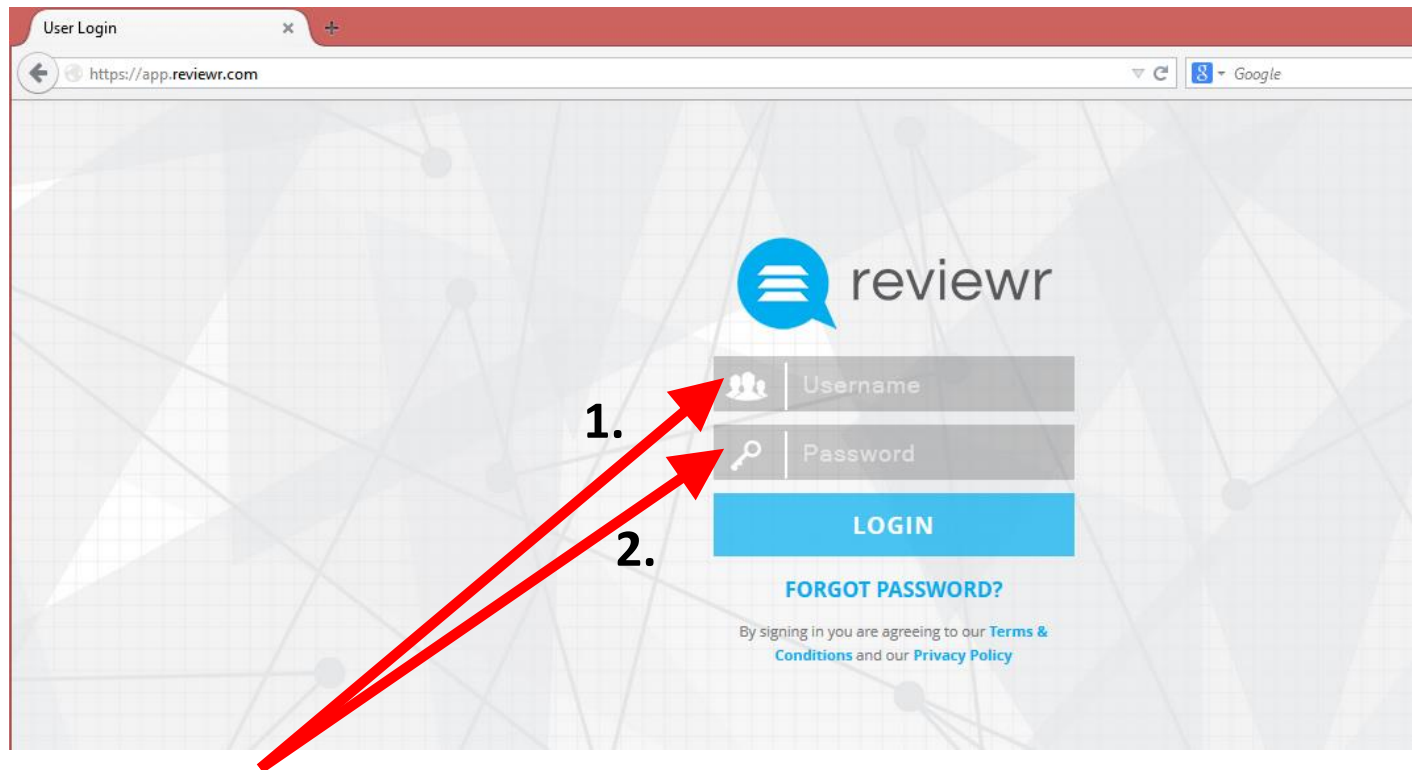 User Login
https://app.reviewr.com
Google
reviewr
1.
Username
Password
LOGIN
2.
FORGOT PASSWORD?
By signing in you are agreeing to our Terms &
Conditions and our Privacy Policy